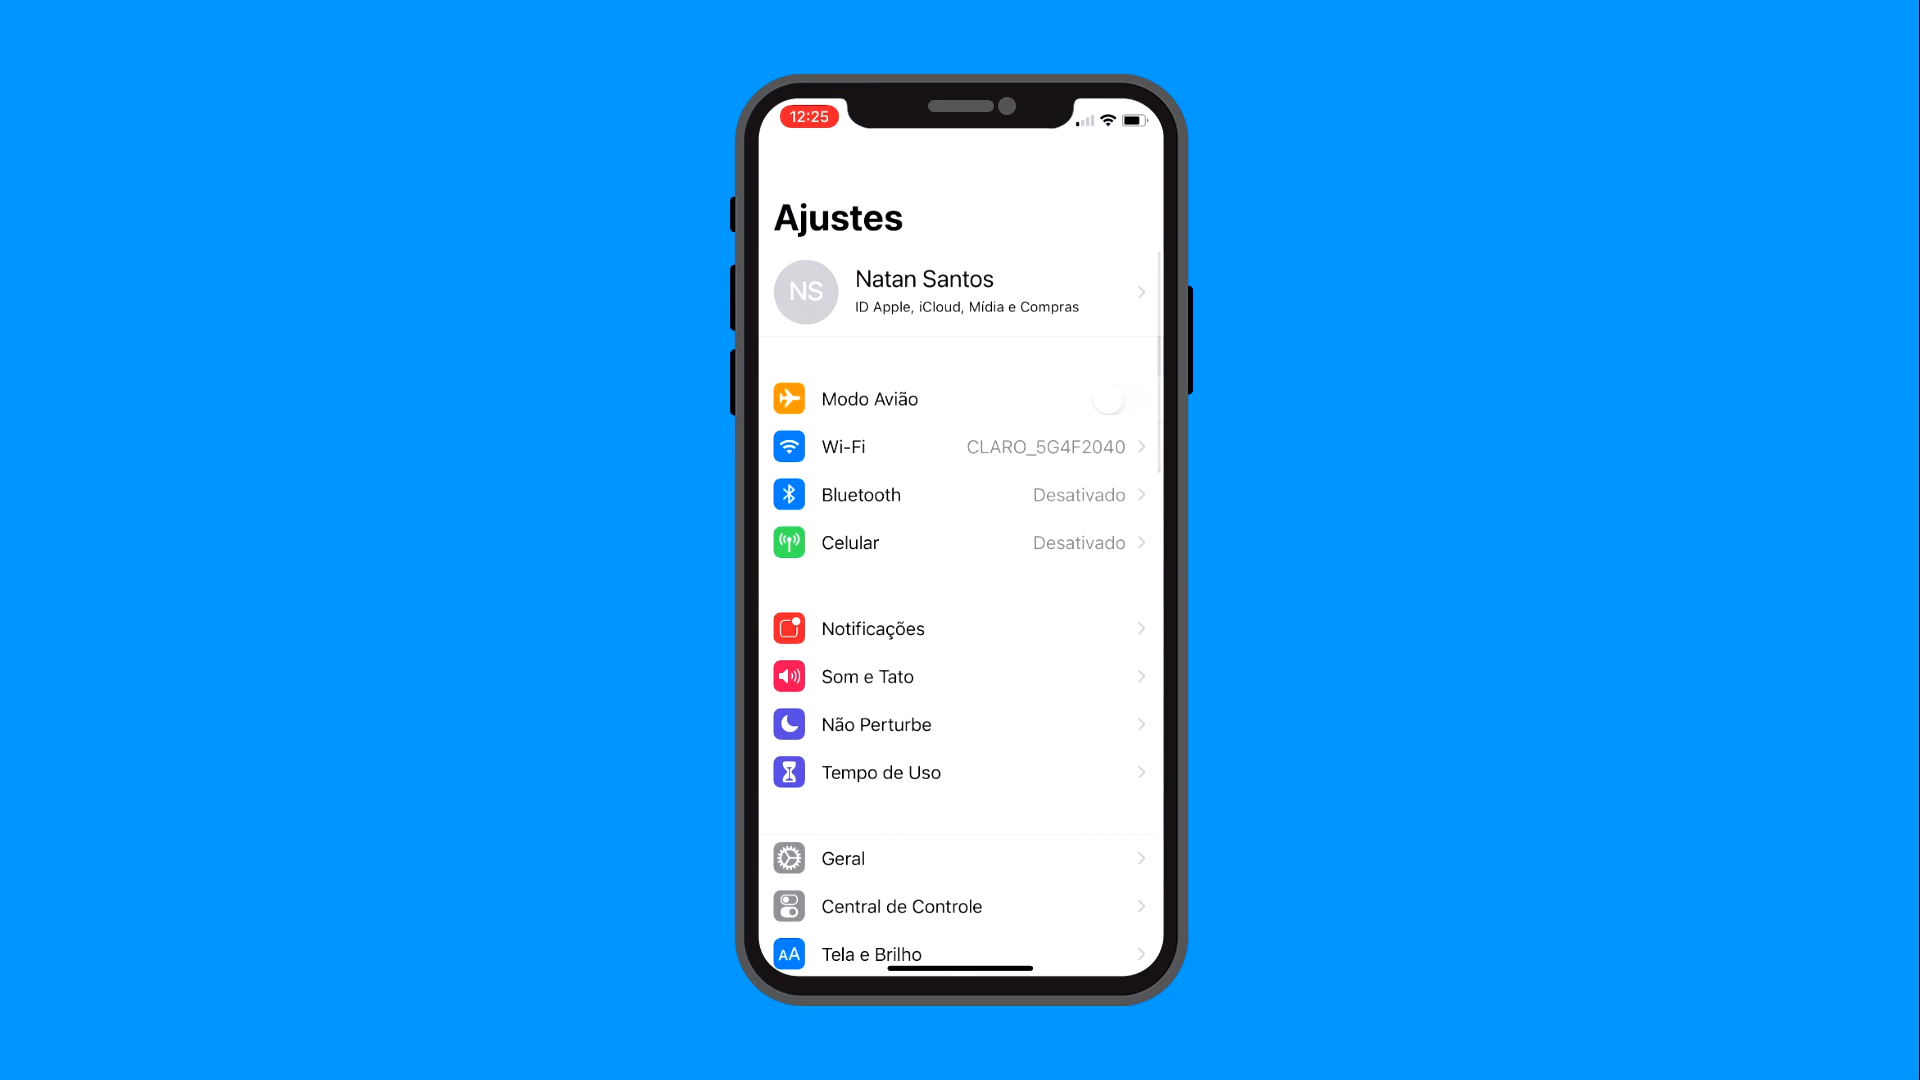 12:25
Ajustes
NS
Natan Santos
ID Apple, iCloud, Mídia e Compras
Modo Avião
Wi-Fi CLARO_5G4F2040
Bluetooth Desativado
Celular Desativado
Notificações
Som e Tato
Não Perturbe
Tempo de Uso
Geral
Central de Controle
AA Tela e Brilho